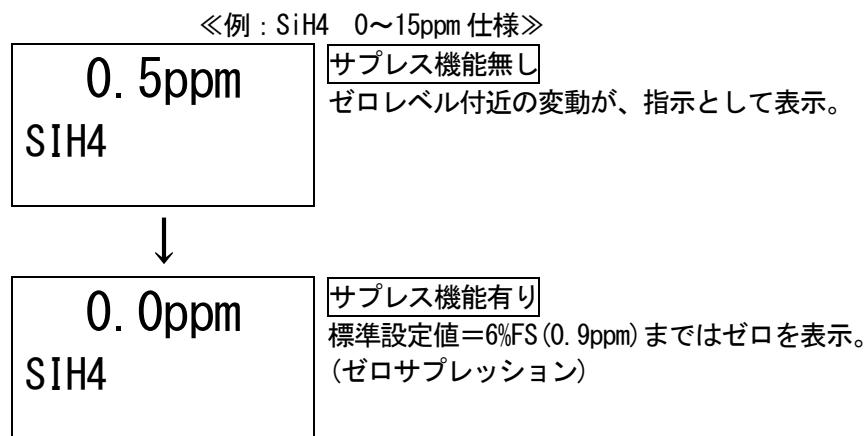 ≪例：SiH4　0～15ppm 仕様≫
0.5ppm
SIH4
サプレス機能無し
ゼロレベル付近の変動が、指示として表示。
↓
0.0ppm
SIH4
サプレス機能有り
標準設定値＝6%FS(0.9ppm)まではゼロを表示。
(ゼロサプレッション)